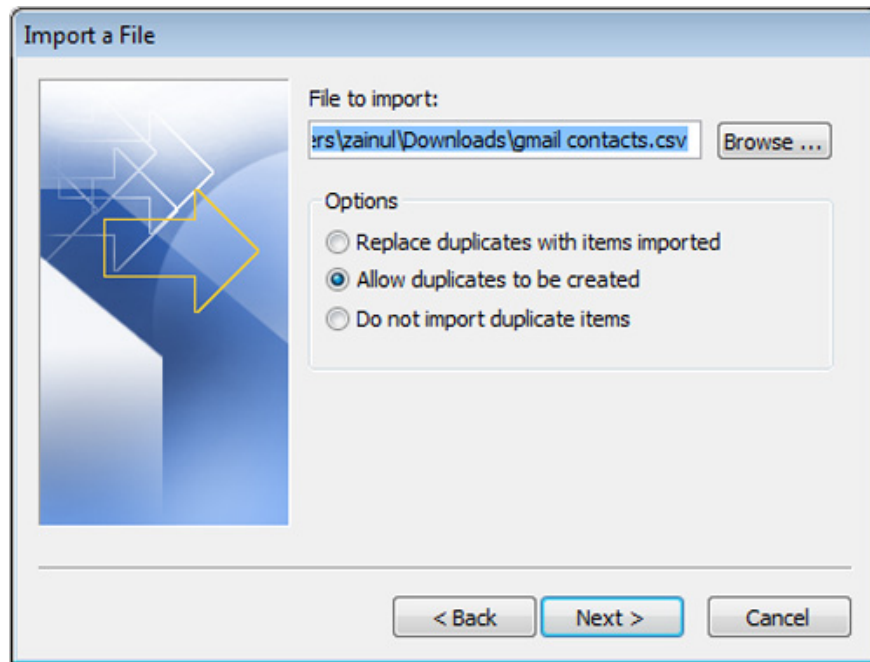 Import a File
File to import:
ers\zainul\Downloads\gmail contacts.csv
Browse ...
Options
Replace duplicates with items imported
Allow duplicates to be created
Do not import duplicate items
< Back
Next >
Cancel